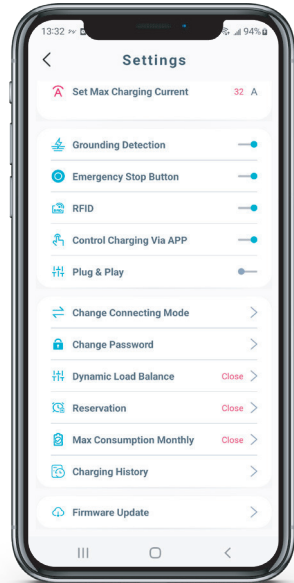 13:32
94%
Settings
Set Max Charging Current 32 A
Grounding Detection
Emergency Stop Button
RFID
Control Charging Via APP
Plug & Play
Change Connecting Mode
Change Password
Dynamic Load Balance Close
Reservation Close
Max Consumption Monthly Close
Charging History
Firmware Update